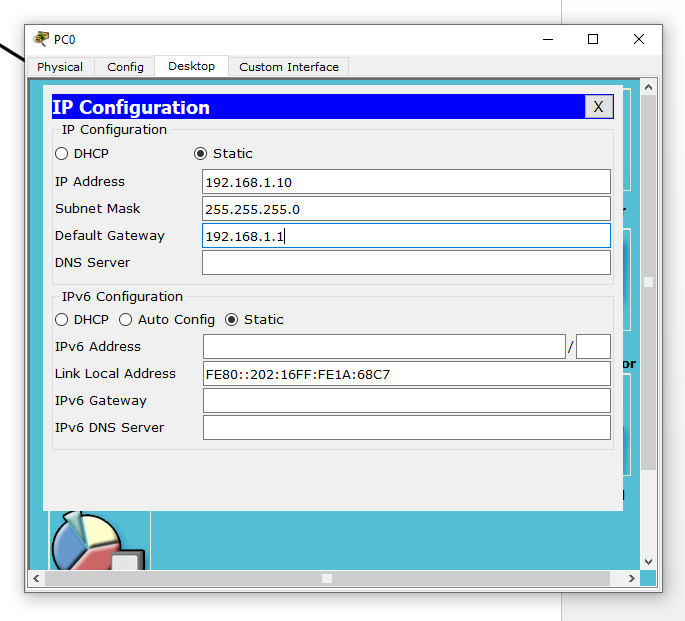 PC0
Physical Config Desktop Custom Interface
IP Configuration X
IP Configuration
DHCP Static
IP Address 192.168.1.10
Subnet Mask 255.255.255.0
Default Gateway 192.168.1.1
DNS Server
IPv6 Configuration
DHCP Auto Config Static
IPv6 Address /
Link Local Address FE80::202:16FF:FE1A:68C7
IPv6 Gateway
IPv6 DNS Server
or